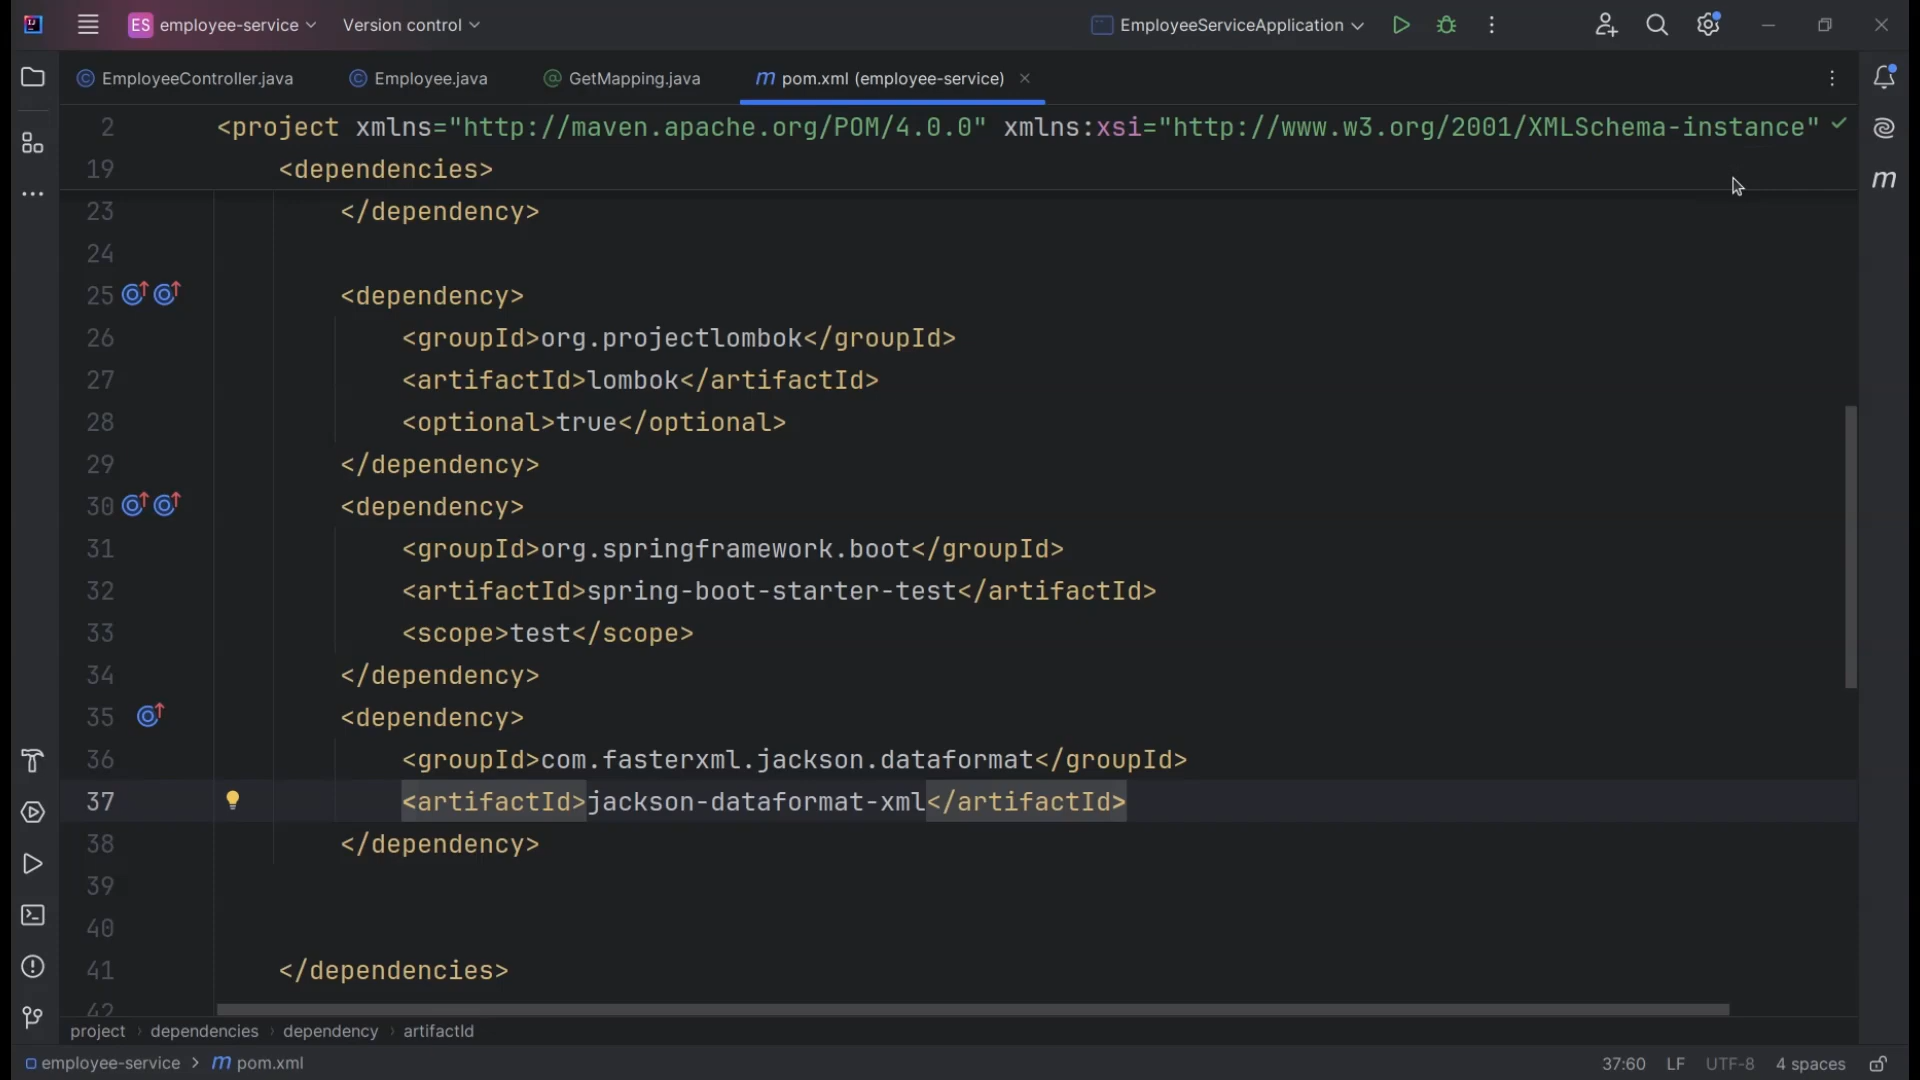 ES employee-service Version control EmployeeServiceApplication
EmployeeController.java Employee.java GetMapping.java m pom.xml (employee-service)
2 <project xmlns="http://maven.apache.org/POM/4.0.0" xmlns:xsi="http://www.w3.org/2001/XMLSchema-instance"
19 <dependencies>
23 </dependency>
24
25 <dependency>
26 <groupId>org.projectlombok</groupId>
27 <artifactId>lombok</artifactId>
28 <optional>true</optional>
29 </dependency>
30 <dependency>
31 <groupId>org.springframework.boot</groupId>
32 <artifactId>spring-boot-starter-test</artifactId>
33 <scope>test</scope>
34 </dependency>
35 <dependency>
36 <groupId>com.fasterxml.jackson.dataformat</groupId>
37 <artifactId>jackson-dataformat-xml</artifactId>
38 </dependency>
39
40
41 </dependencies>
42
project dependencies dependency artifactId
employee-service > m pom.xml 37:60 LF UTF-8 4 spaces